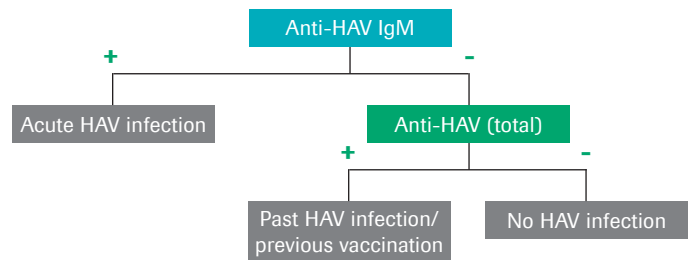 Anti-HAV IgM
+
-
Acute HAV infection
Anti-HAV (total)
+
-
Past HAV infection/
previous vaccination
No HAV infection